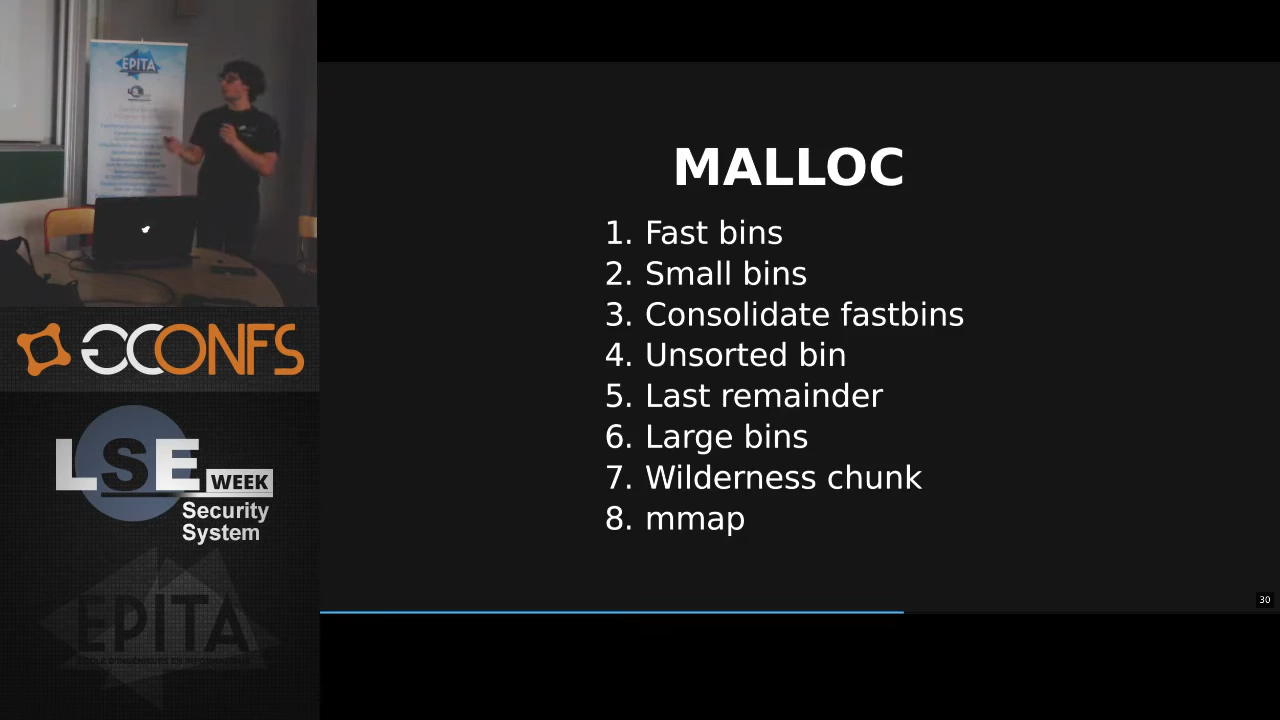 EPITA
MALLOC
1. Fast bins
2. Small bins
3. Consolidate fastbins
4. Unsorted bin
5. Last remainder
6. Large bins
7. Wilderness chunk
8. mmap
30
GCONFS
LSE WEEK
Security
System
EPITA